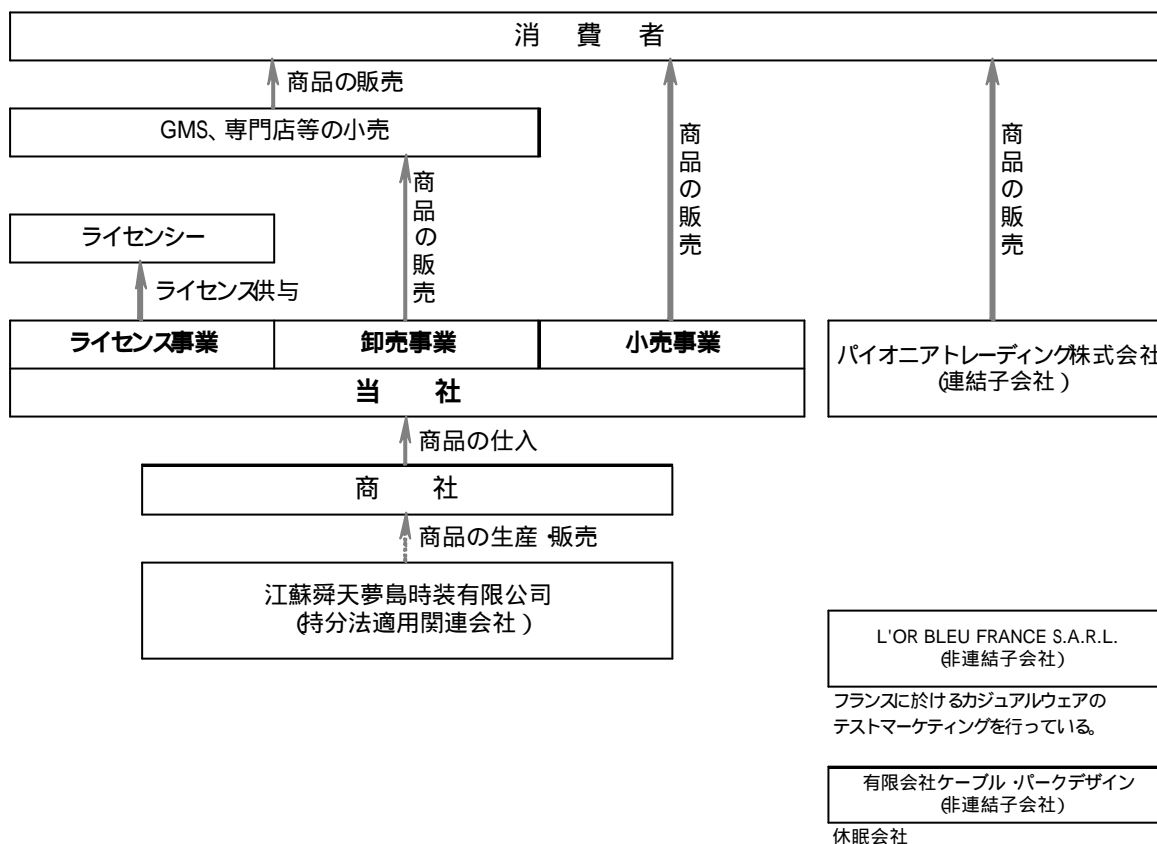 消 費 者
商品の販売
GMS、専門店等の小売
商品の販売
商品の販売
商品の販売
ライセンシー
ライセンス供与
ライセンス事業
卸売事業
小売事業
当 社
パイオニアトレーディング株式会社
(連結子会社)
商品の仕入
商 社
商品の生産・販売
江蘇舜天夢島時装有限公司
(持分法適用関連会社)
L'OR BLEU FRANCE S.A.R.L.
(非連結子会社)
フランスに於けるカジュアルウェアの
テストマーケティングを行っている。
有限会社ケーブル・パークデザイン
(非連結子会社)
休眠会社